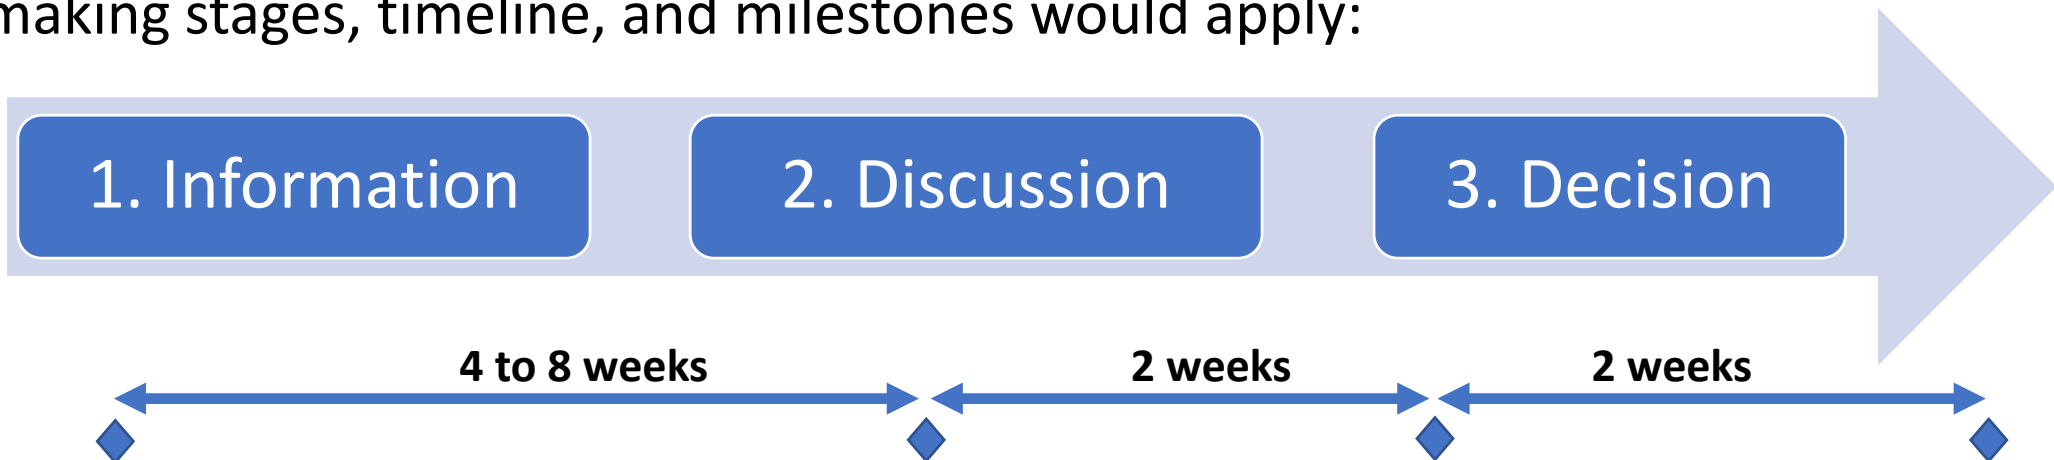 making stages, timeline, and milestones would apply:
1. Information
2. Discussion
3. Decision
4 to 8 weeks
2 weeks
2 weeks